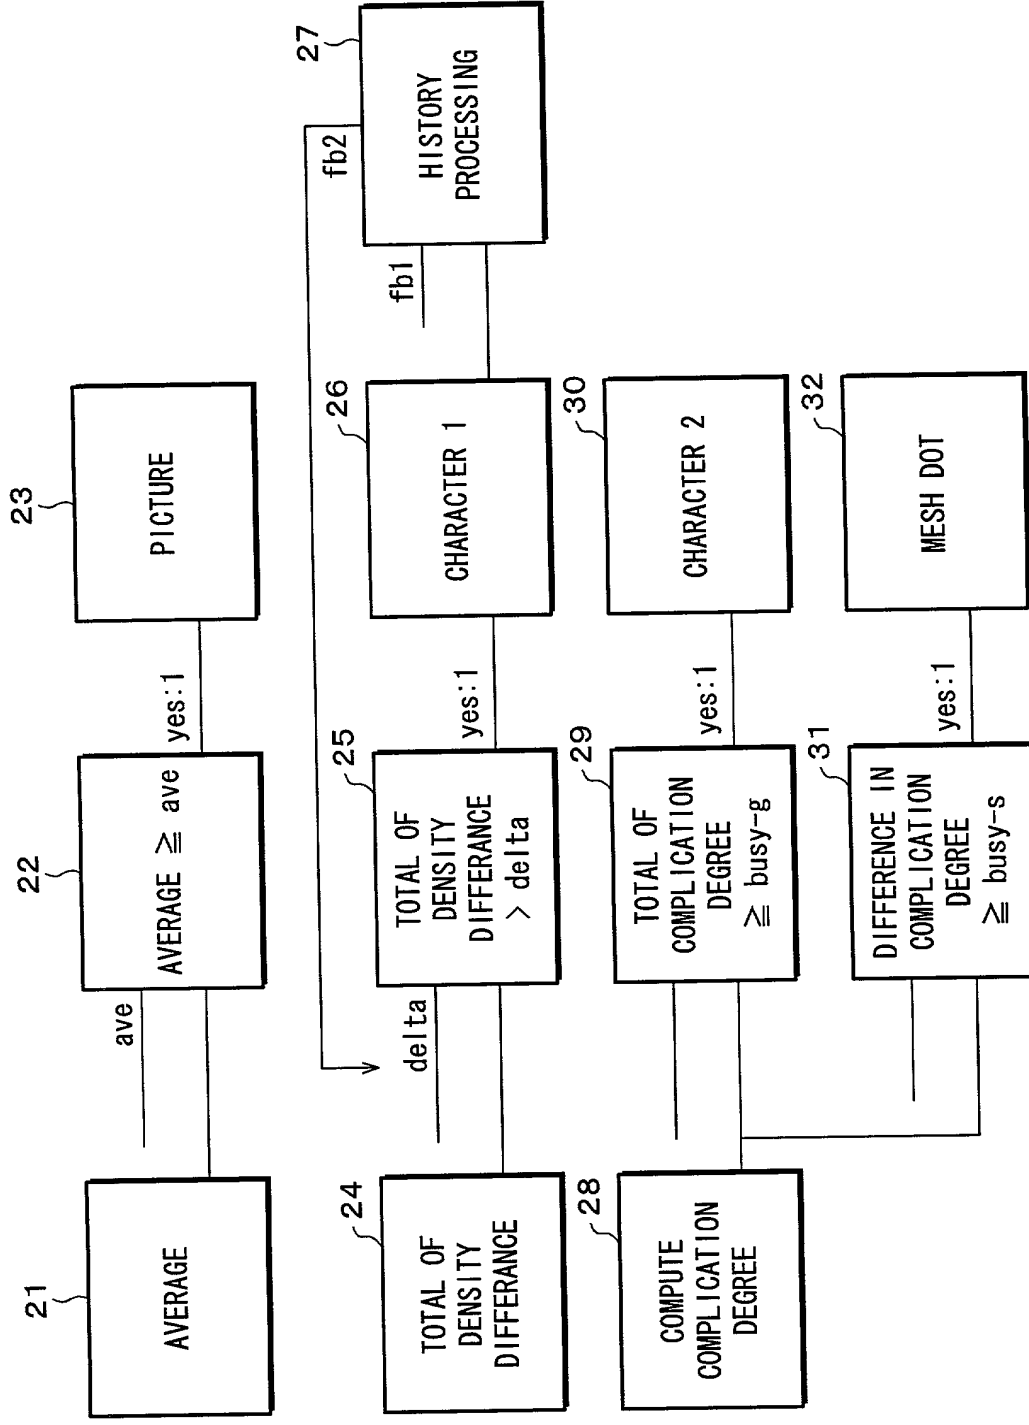 21
AVERAGE
ave
22
AVERAGE ≧ ave
yes:1
23
PICTURE
24
TOTAL OF
DENSITY
DIFFERANCE
delta
25
TOTAL OF
DENSITY
DIFFERANCE
> delta
yes:1
26
CHARACTER 1
fb1
fb2
27
HISTORY
PROCESSING
28
COMPUTE
COMPLICATION
DEGREE
29
TOTAL OF
COMPLICATION
DEGREE
≧ busy-g
yes:1
30
CHARACTER 2
31
DIFFERENCE IN
COMPLICATION
DEGREE
≧ busy-s
yes:1
32
MESH DOT